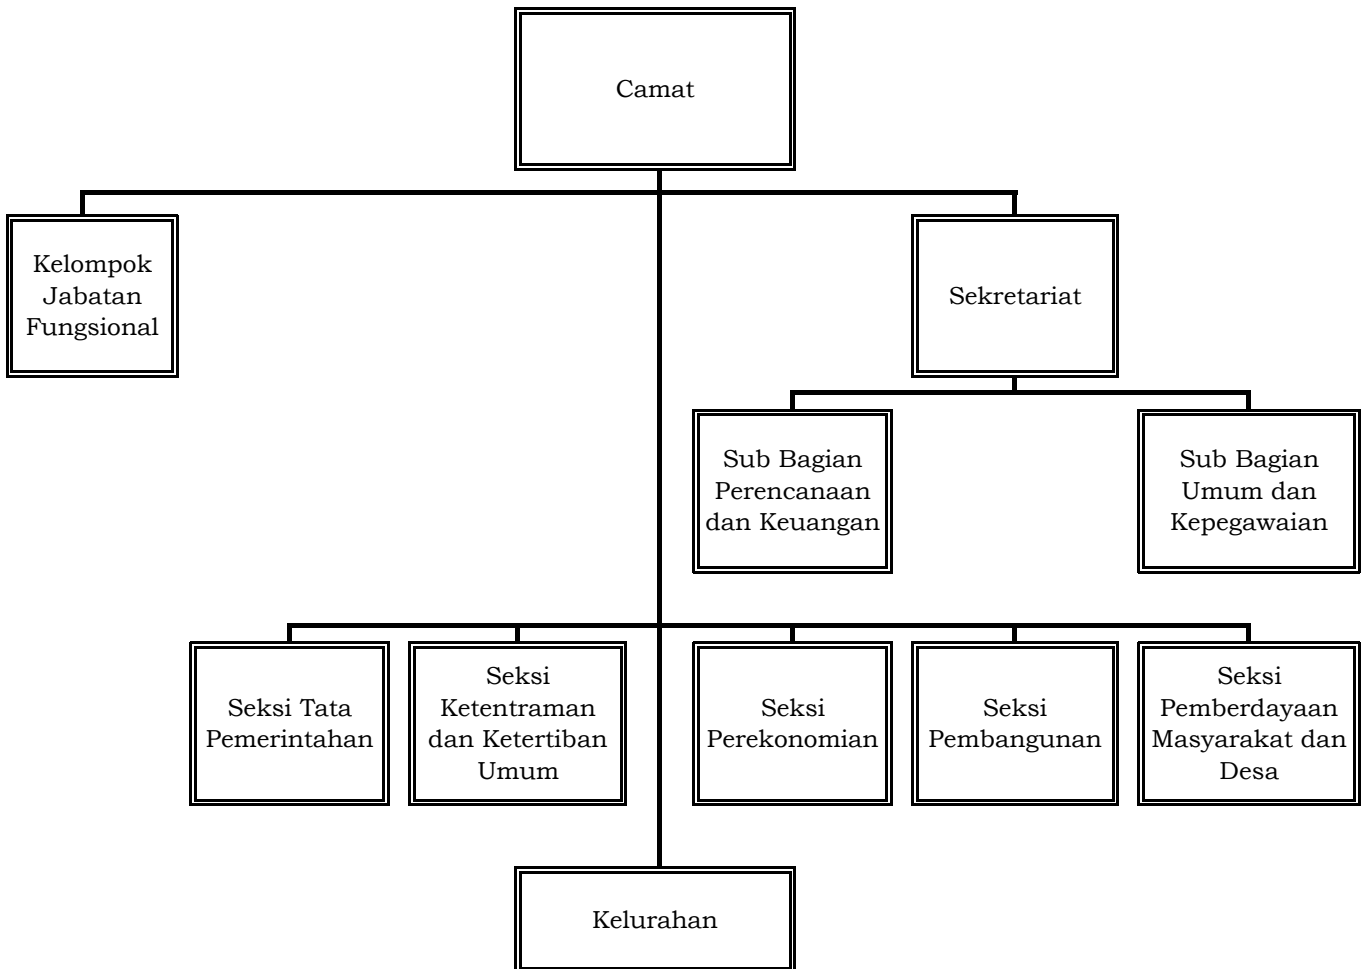 Camat
Kelompok
Jabatan
Fungsional
Sekretariat
Sub Bagian
Perencanaan
dan Keuangan
Sub Bagian
Umum dan
Kepegawaian
Seksi Tata
Pemerintahan
Seksi
Ketentraman
dan Ketertiban
Umum
Seksi
Perekonomian
Seksi
Pembangunan
Seksi
Pemberdayaan
Masyarakat dan
Desa
Kelurahan